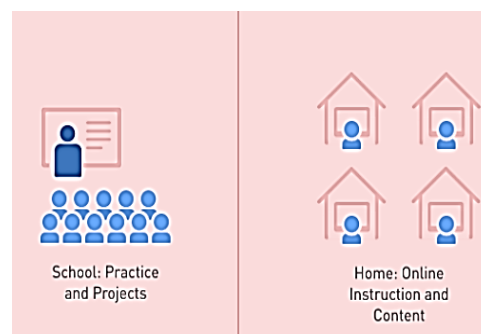 School: Practice
and Projects
Home: Online
Instruction and
Content